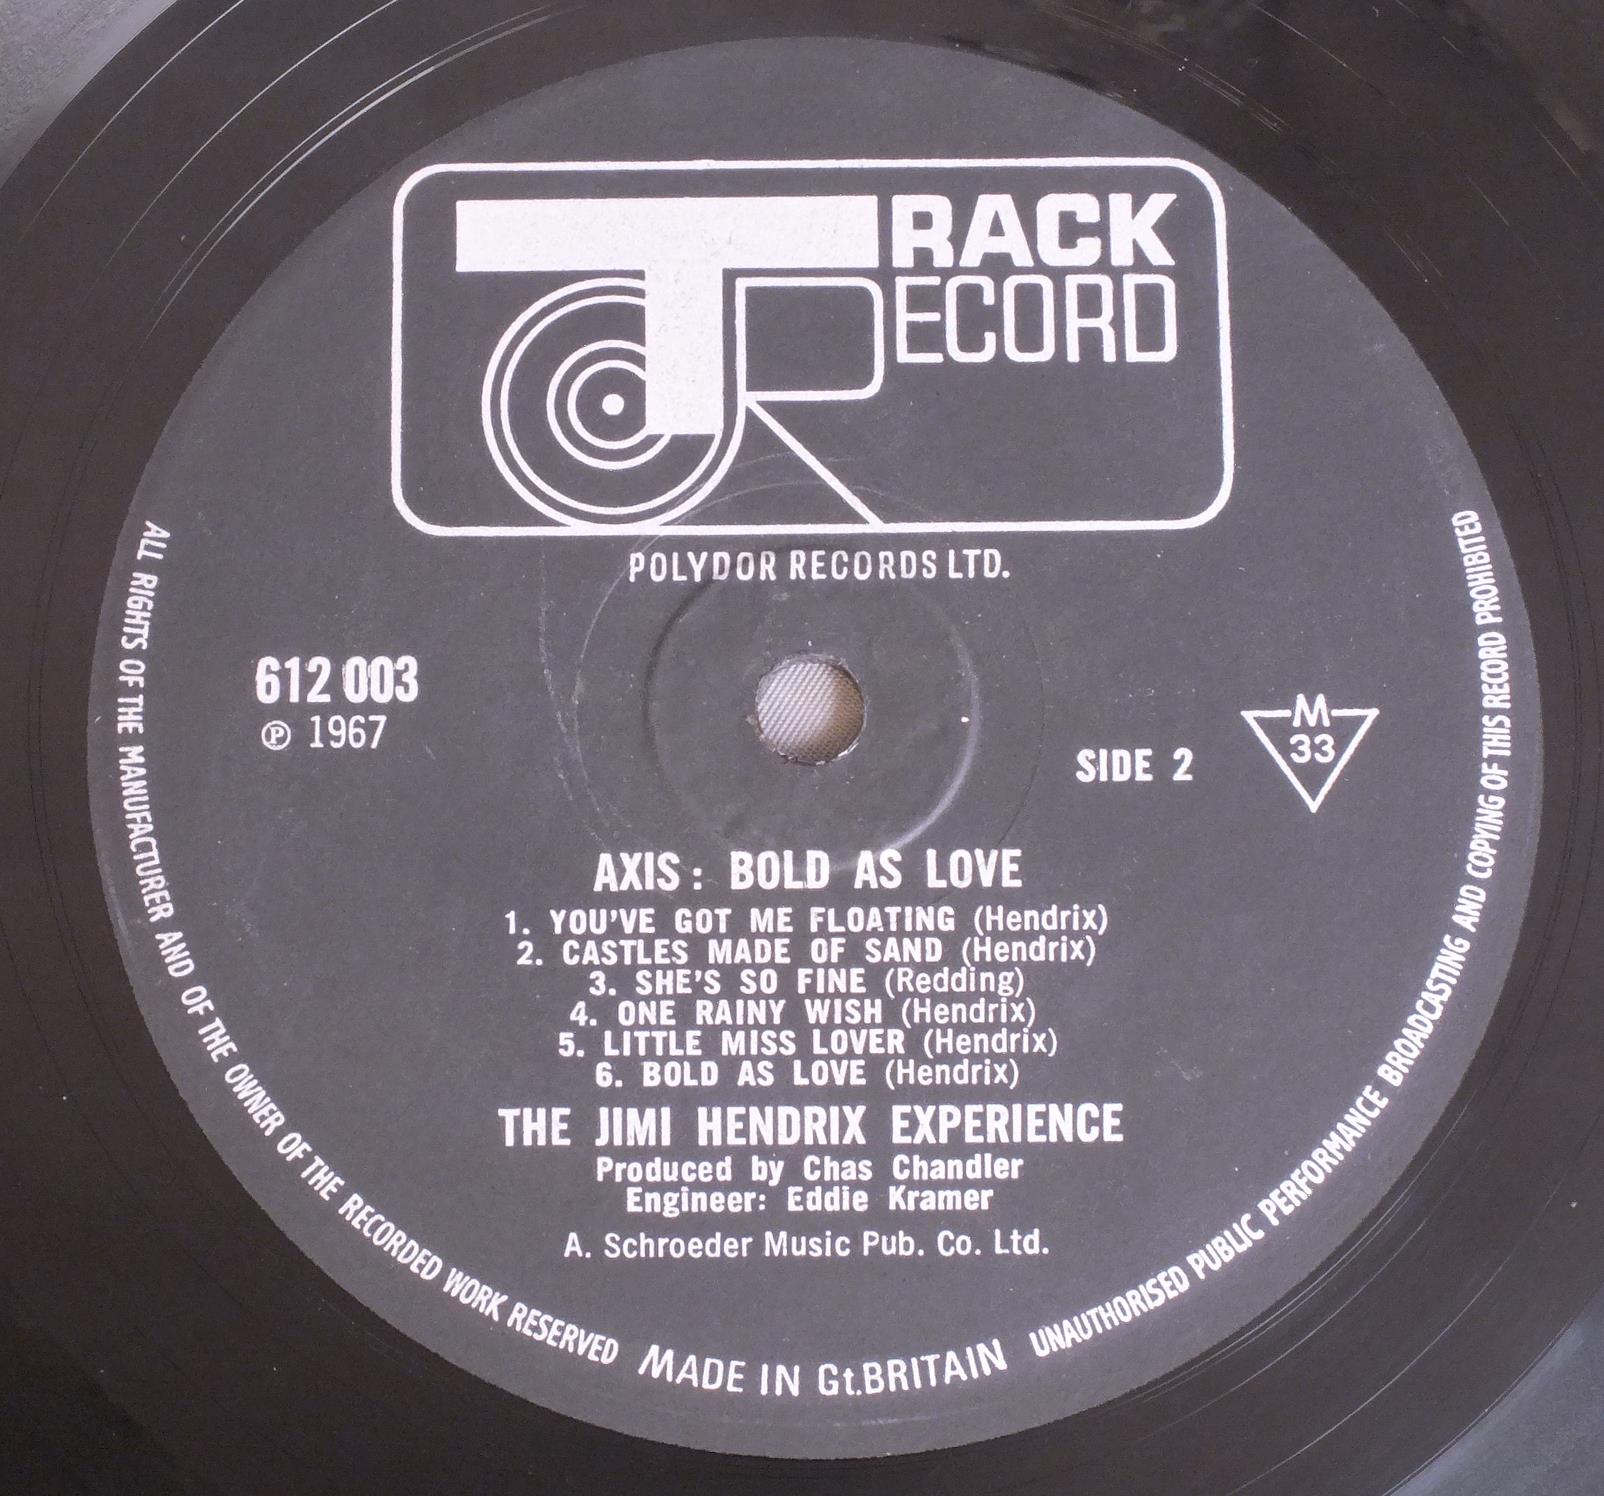 TRACK
RECORD
POLYDOR RECORDS LTD.
612 003
℗ 1967
SIDE 2
M
33
AXIS: BOLD AS LOVE
1. YOU'VE GOT ME FLOATING (Hendrix)
2. CASTLES MADE OF SAND (Hendrix)
3. SHE'S SO FINE (Redding)
4. ONE RAINY WISH (Hendrix)
5. LITTLE MISS LOVER (Hendrix)
6. BOLD AS LOVE (Hendrix)
THE JIMI HENDRIX EXPERIENCE
Produced by Chas Chandler
Engineer: Eddie Kramer
A. Schroeder Music Pub. Co. Ltd.
ALL RIGHTS OF THE MANUFACTURER AND OF THE OWNER OF THE RECORDED WORK RESERVED MADE IN Gt.BRITAIN UNAUTHORISED PUBLIC PERFORMANCE BROADCASTING AND COPYING OF THIS RECORD PROHIBITED